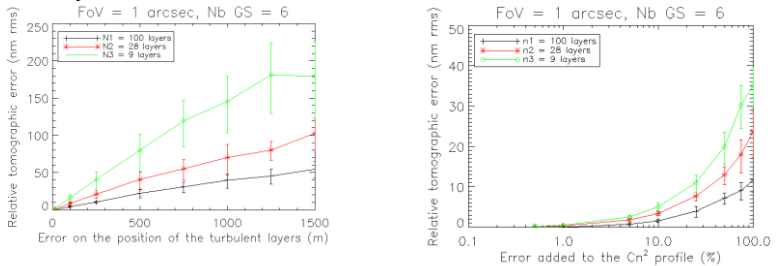 FoV = 1 arcsec, Nb GS = 6
250
200
150
100
50
0
N1 = 100 layers
N2 = 28 layers
N3 = 9 layers
Relative tomographic error (nm rms)
0
500
1000
1500
Error on the position of the turbulent layers (m)
FoV = 1 arcsec, Nb GS = 6
50
40
30
20
10
0
n1 = 100 layers
n2 = 28 layers
n3 = 9 layers
Relative tomographic error (nm rms)
0.1
1.0
10.0
100.0
Error added to the Cn² profile (%)